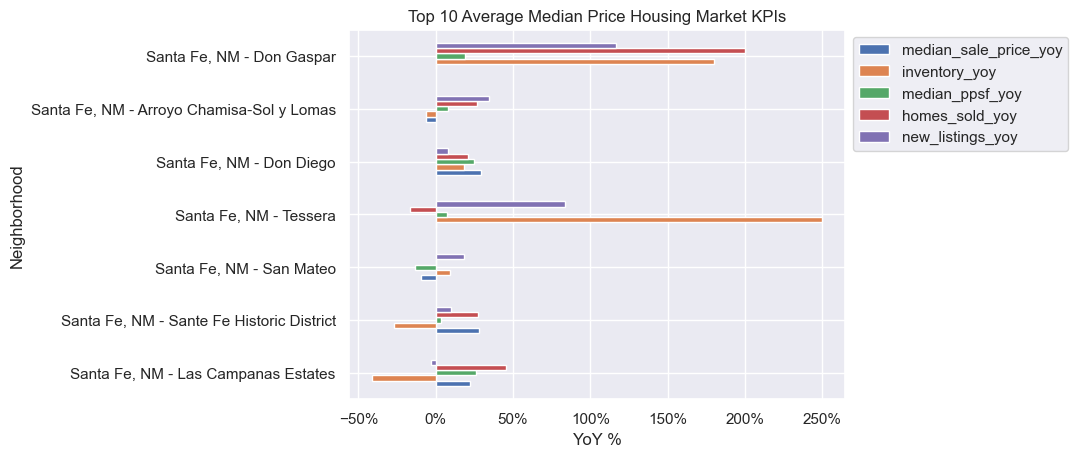 Top 10 Average Median Price Housing Market KPIs
Santa Fe, NM - Don Gaspar
Santa Fe, NM - Arroyo Chamisa-Sol y Lomas
Santa Fe, NM - Don Diego
Santa Fe, NM - Tessera
Santa Fe, NM - San Mateo
Santa Fe, NM - Sante Fe Historic District
Santa Fe, NM - Las Campanas Estates
Neighborhood
−50% 0% 50% 100% 150% 200% 250%
YoY %
median_sale_price_yoy
inventory_yoy
median_ppsf_yoy
homes_sold_yoy
new_listings_yoy